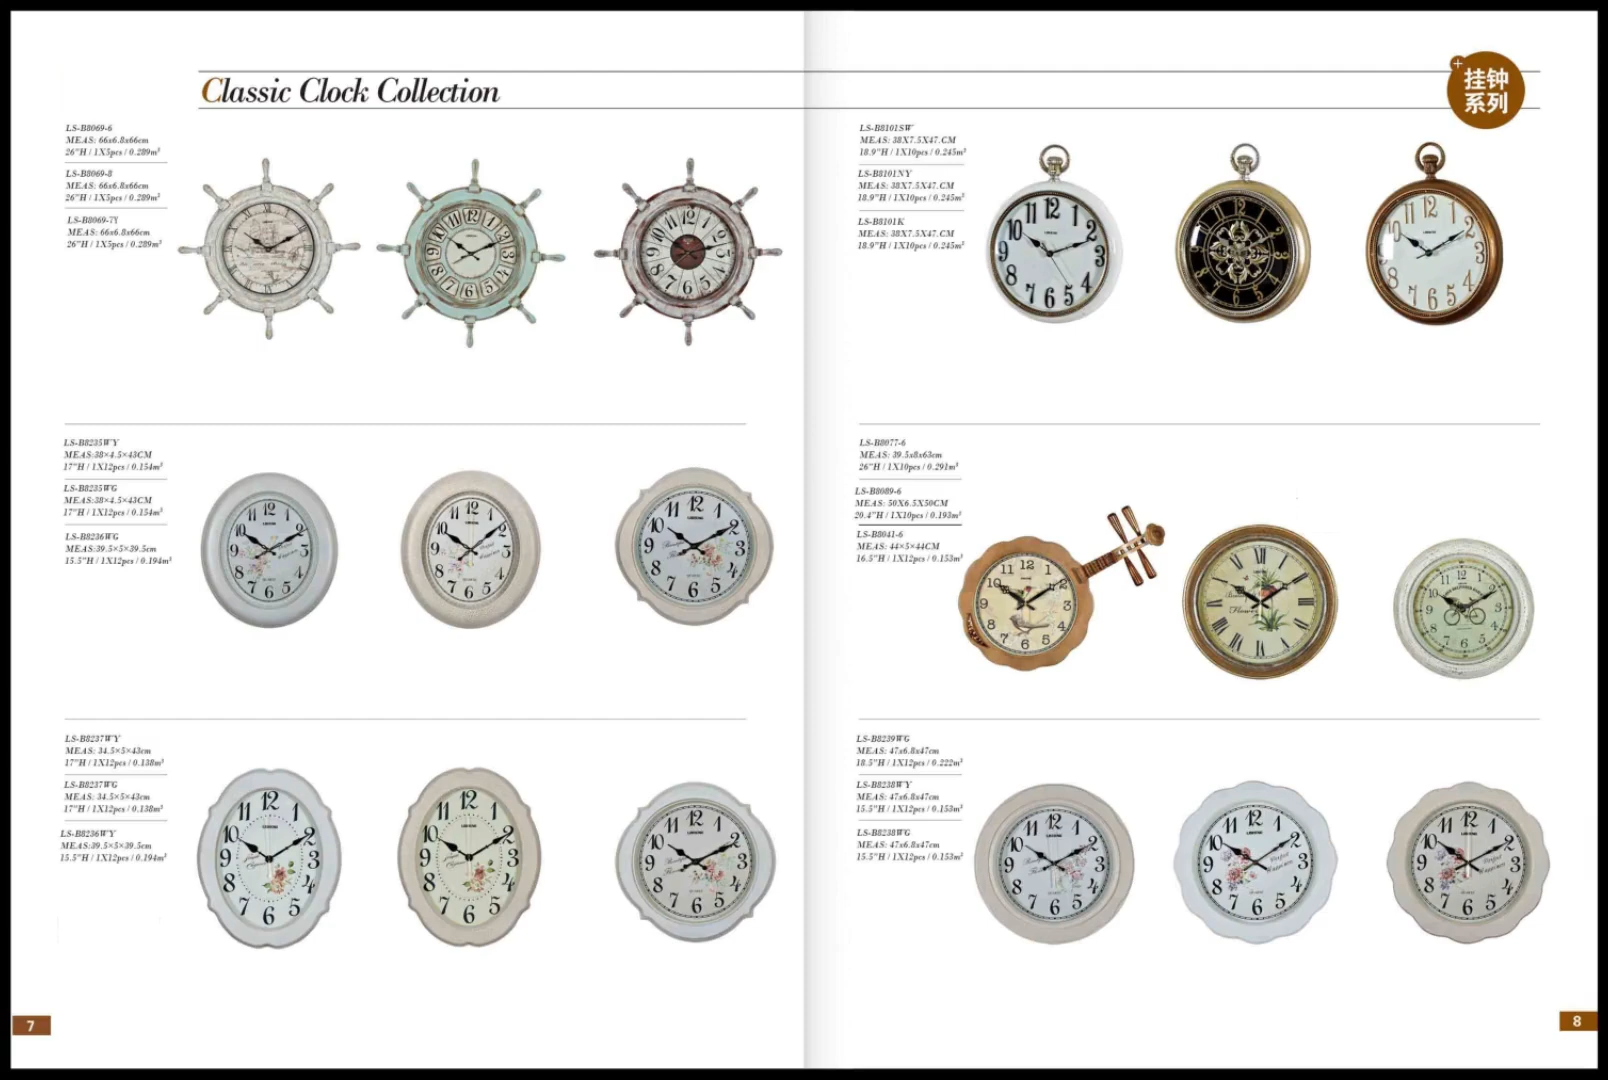 Classic Clock Collection
挂钟
系列
LS-B8069-6
MEAS: 66x6.8x66cm
26"H / 1X5pcs / 0.289m³
LS-B8069-8
MEAS: 66x6.8x66cm
26"H / 1X5pcs / 0.289m³
LS-B8069-7Y
MEAS: 66x6.8x66cm
26"H / 1X5pcs / 0.289m³
LS-B8235WY
MEAS:38×4.5×43CM
17"H / 1X12pcs / 0.154m³
LS-B8235WG
MEAS:38×4.5×43CM
17"H / 1X12pcs / 0.154m³
LS-B8236WG
MEAS:39.5×5×39.5cm
15.5"H / 1X12pcs / 0.194m³
LS-B8237WY
MEAS: 34.5×5×43cm
17"H / 1X12pcs / 0.138m³
LS-B8237WG
MEAS: 34.5×5×43cm
17"H / 1X12pcs / 0.138m³
LS-B8236WY
MEAS:39.5×5×39.5cm
15.5"H / 1X12pcs / 0.194m³
7
LS-B8101SW
MEAS: 38X7.5X47.CM
18.9"H / 1X10pcs / 0.245m³
LS-B8101NY
MEAS: 38X7.5X47.CM
18.9"H / 1X10pcs / 0.245m³
LS-B8101K
MEAS: 38X7.5X47.CM
18.9"H / 1X10pcs / 0.245m³
LS-B8077-6
MEAS: 39.5x8x63cm
26"H / 1X10pcs / 0.291m³
LS-B8089-6
MEAS: 50X6.5X50CM
20.4"H / 1X10pcs / 0.193m³
LS-B8041-6
MEAS: 44×5×44CM
16.5"H / 1X12pcs / 0.153m³
LS-B8239WG
MEAS: 47x6.8x47cm
18.5"H / 1X12pcs / 0.222m³
LS-B8238WY
MEAS: 47x6.8x47cm
15.5"H / 1X12pcs / 0.153m³
LS-B8238WG
MEAS: 47x6.8x47cm
15.5"H / 1X12pcs / 0.153m³
8